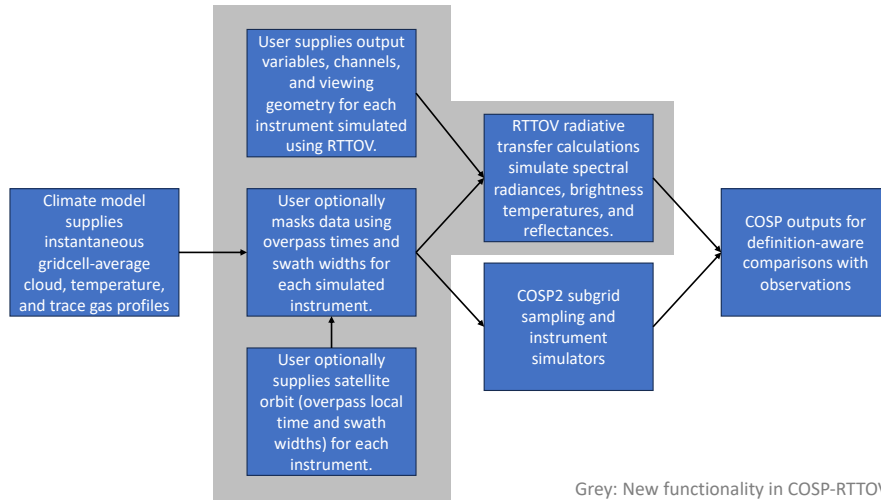 User supplies output
variables, channels,
and viewing
geometry for each
instrument simulated
using RTTOV.
RTTOV radiative
transfer calculations
simulate spectral
radiances, brightness
temperatures, and
reflectances.
Climate model
supplies
instantaneous
gridcell-average
cloud, temperature,
and trace gas profiles
User optionally
masks data using
overpass times and
swath widths for
each simulated
instrument.
COSP outputs for
definition-aware
comparisons with
observations
COSP2 subgrid
sampling and
instrument
simulators
User optionally
supplies satellite
orbit (overpass local
time and swath
widths) for each
instrument.
Grey: New functionality in COSP-RTTOV